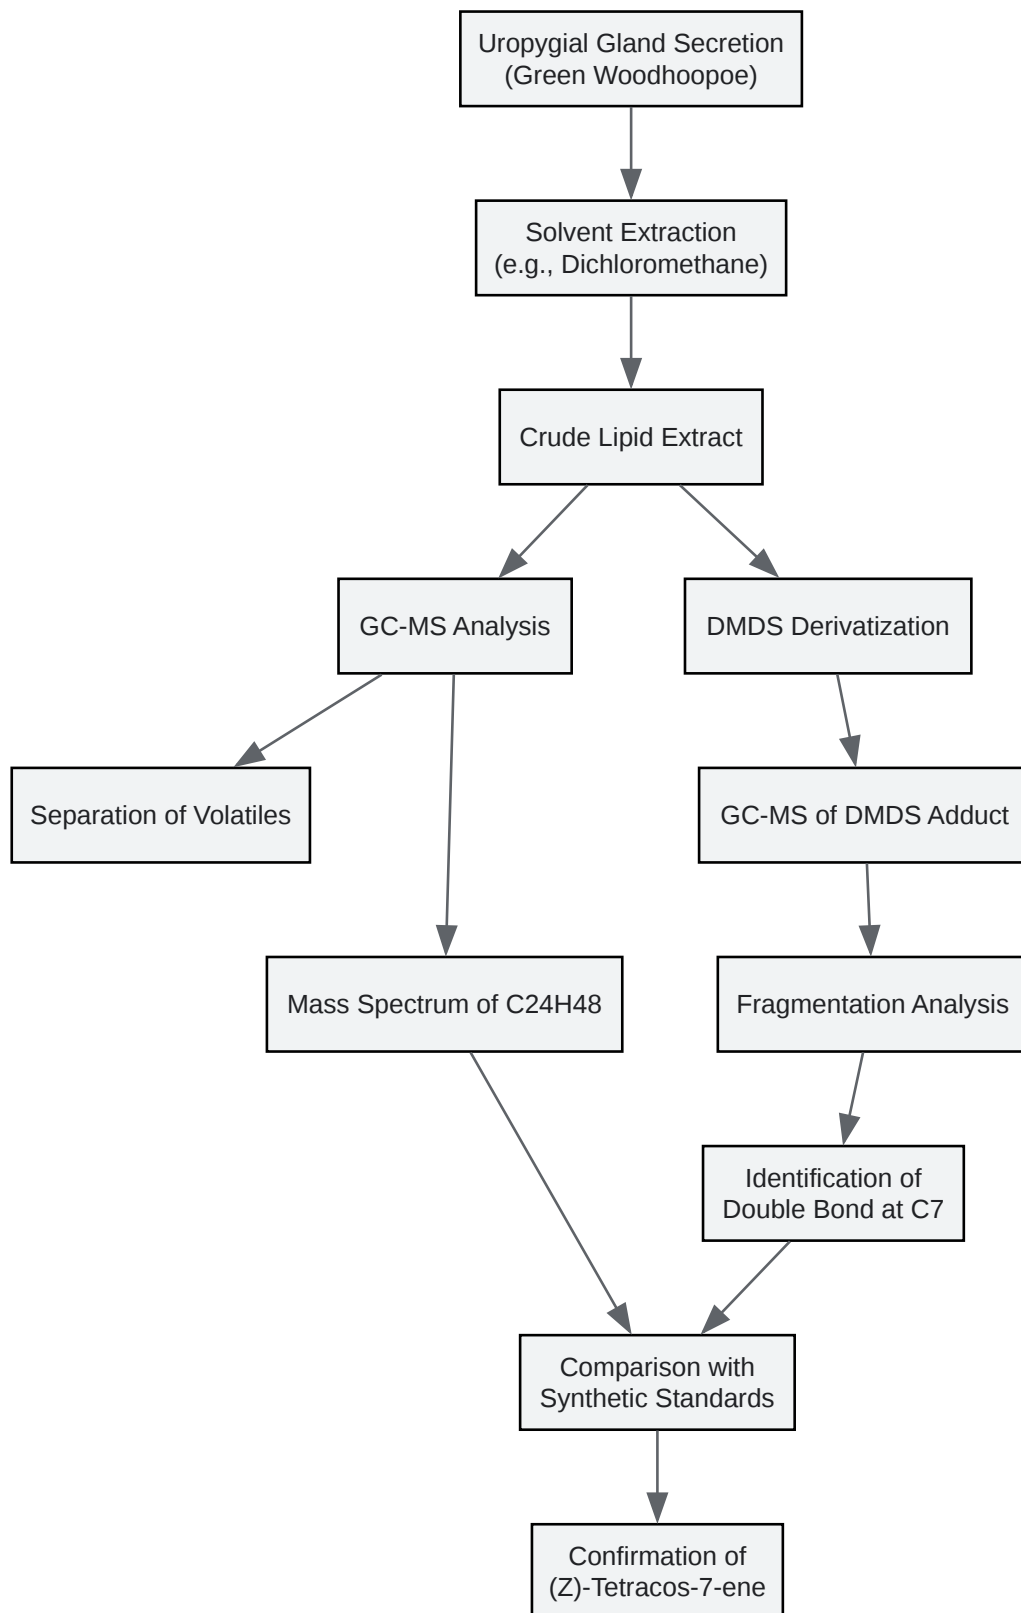 Uropygial Gland Secretion
(Green Woodhoopoe)
Solvent Extraction
(e.g., Dichloromethane)
Crude Lipid Extract
GC-MS Analysis
DMDS Derivatization
Separation of Volatiles
GC-MS of DMDS Adduct
Mass Spectrum of C24H48
Fragmentation Analysis
Identification of
Double Bond at C7
Comparison with
Synthetic Standards
Confirmation of
(Z)-Tetracos-7-ene